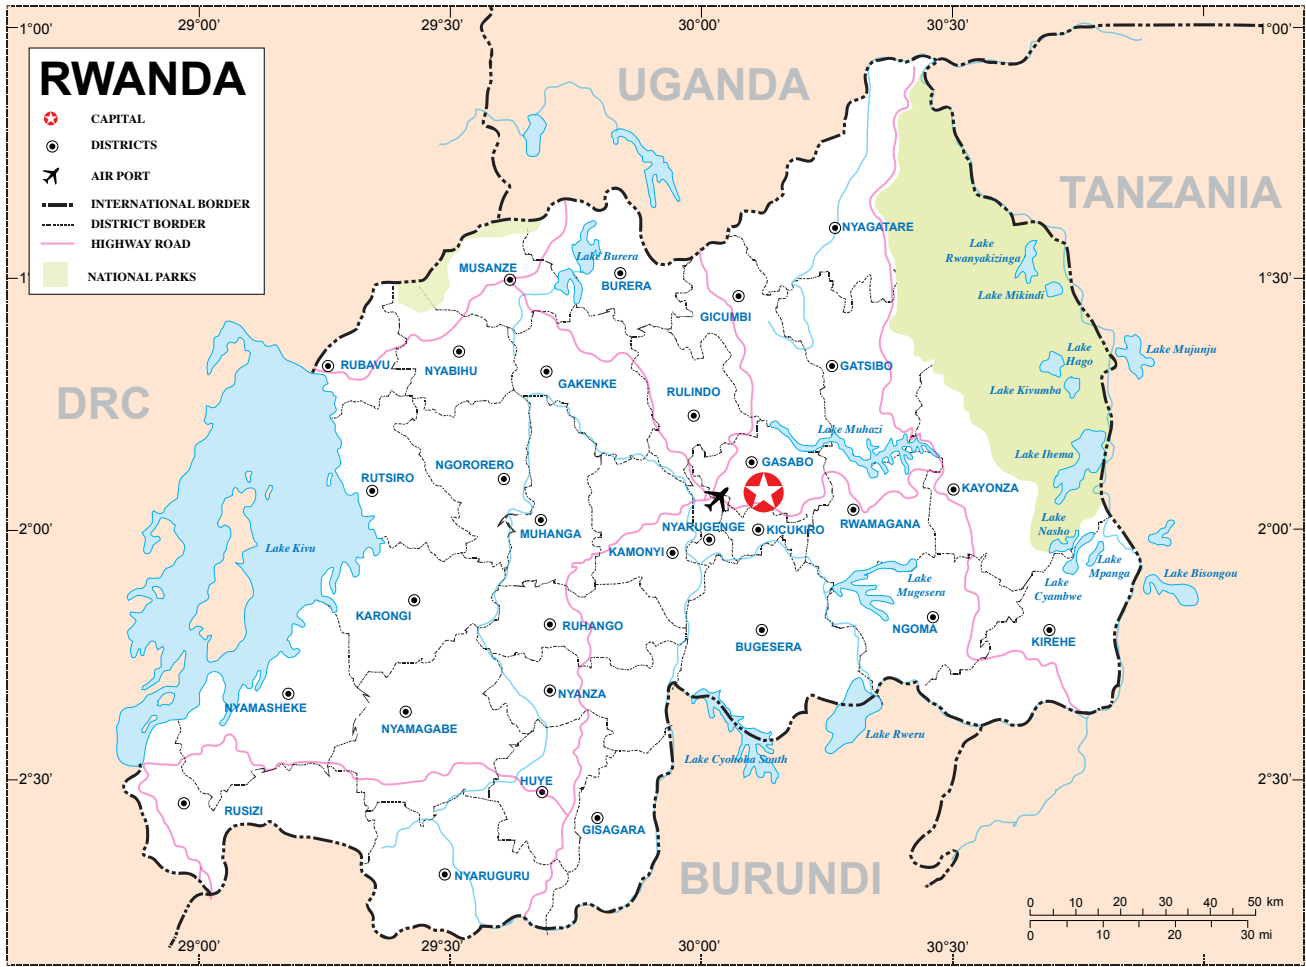 29°00’ 29°30’ 30°00’ 30°30’
1°00’ 1°00’
RWANDA
CAPITAL
DISTRICTS
AIR PORT
INTERNATIONAL BORDER
DISTRICT BORDER
HIGHWAY ROAD
NATIONAL PARKS
UGANDA
TANZANIA
NYAGATARE
Lake
Rwanyakizinga
Lake Burera
MUSANZE
BURERA
1°30’
Lake Mikindi
GICUMBI
Lake
Hago
Lake Mujunju
RUBAVU
NYABIHU
GAKENKE
RULINDO
GATSIBO
Lake Kivumba
DRC
Lake Muhazi
Lake Ihema
NGORORERO
RUTSIRO
GASABO
KAYONZA
Lake
Nasho
2°00’ 2°00’
MUHANGA
NYARUGENGE
KICUKIRO
RWAMAGANA
Lake Kivu
KAMONYI
Lake
Mpanga
Lake Bisongou
Lake
Mugesera
Lake
Cyambwe
KARONGI
RUHANGO
NGOMA
KIREHE
BUGESERA
NYAMASHEKE
NYANZA
NYAMAGABE
Lake Rweru
Lake Cyohoha South
2°30’ 2°30’
HUYE
RUSIZI
GISAGARA
NYARUGURU
BURUNDI
0 10 20 30 40 50 km
0 10 20 30 mi
29°00’ 29°30’ 30°00’ 30°30’